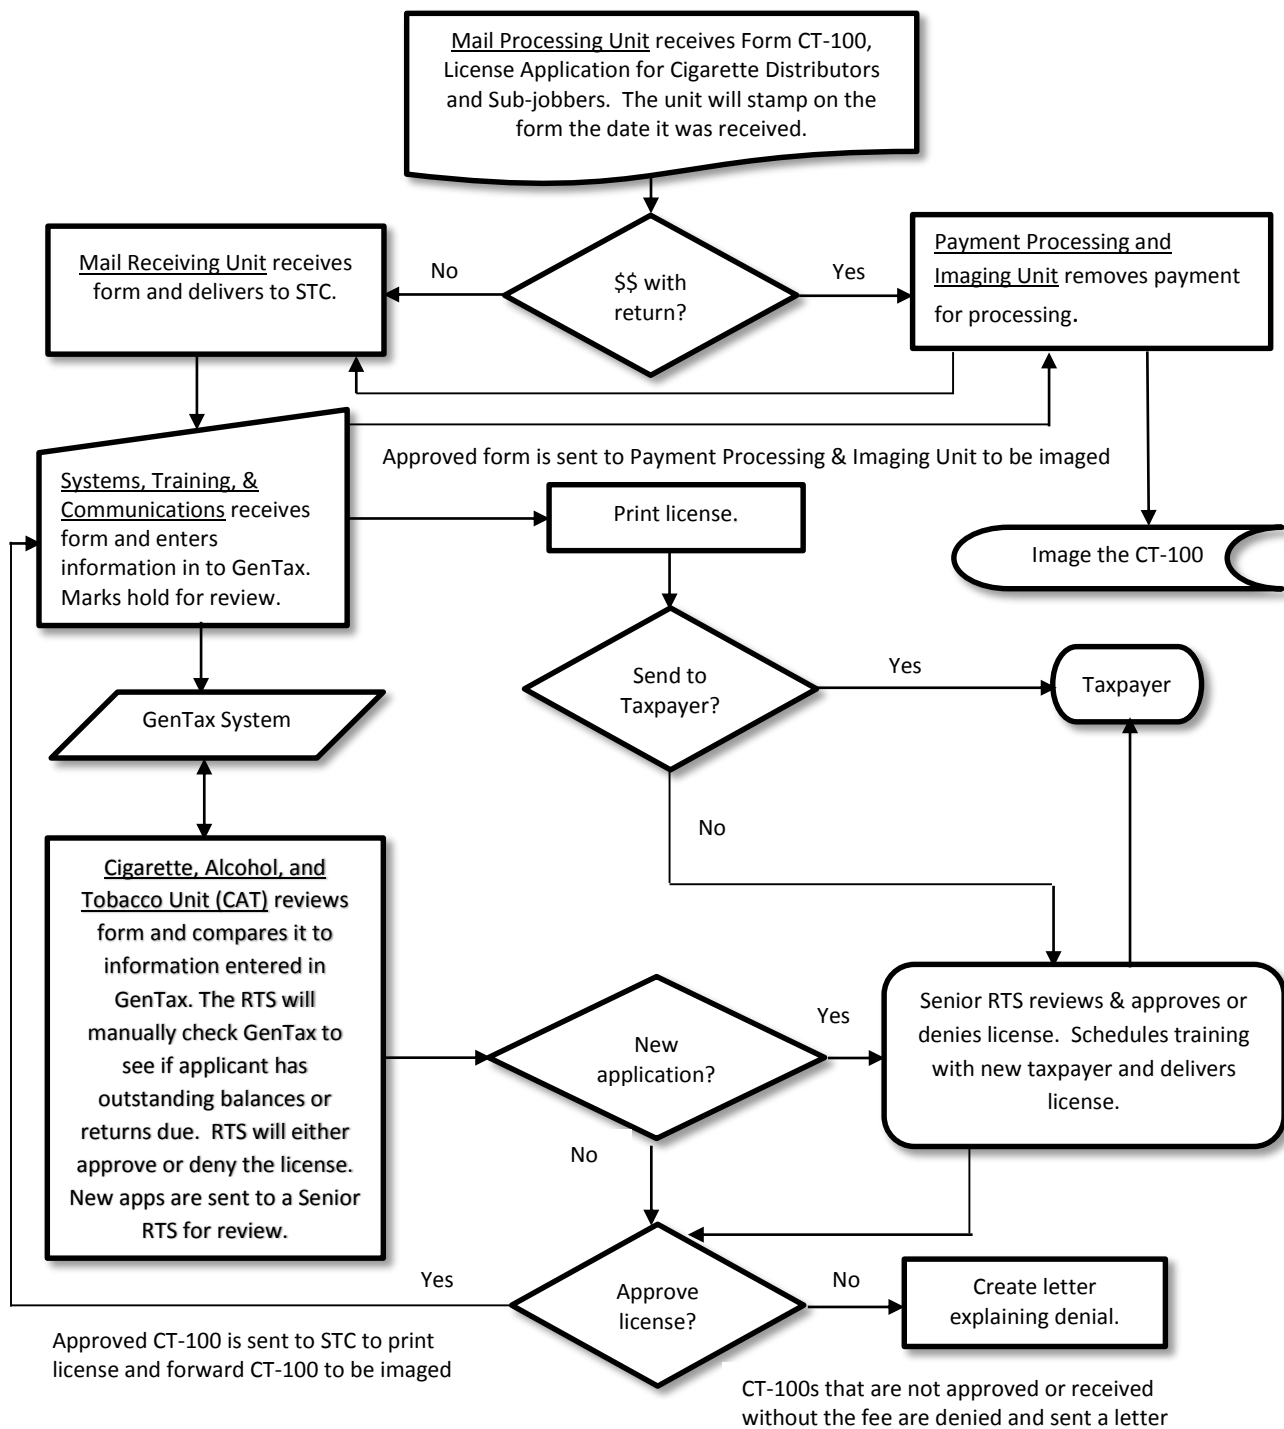 Mail Processing Unit receives Form CT-100,
License Application for Cigarette Distributors
and Sub-jobbers.  The unit will stamp on the
form the date it was received.
Mail Receiving Unit receives
form and delivers to STC.
No
$$ with
return?
Yes
Payment Processing and
Imaging Unit removes payment
for processing.
Approved form is sent to Payment Processing & Imaging Unit to be imaged
Systems, Training, &
Communications receives
form and enters
information in to GenTax.
Marks hold for review.
Print license.
Image the CT-100
Send to
Taxpayer?
Yes
Taxpayer
No
GenTax System
Cigarette, Alcohol, and
Tobacco Unit (CAT) reviews
form and compares it to
information entered in
GenTax. The RTS will
manually check GenTax to
see if applicant has
outstanding balances or
returns due.  RTS will either
approve or deny the license.
New apps are sent to a Senior
RTS for review.
New
application?
Yes
Senior RTS reviews & approves or
denies license.  Schedules training
with new taxpayer and delivers
license.
No
Yes
Approve
license?
No
Create letter
explaining denial.
Approved CT-100 is sent to STC to print
license and forward CT-100 to be imaged
CT-100s that are not approved or received
without the fee are denied and sent a letter